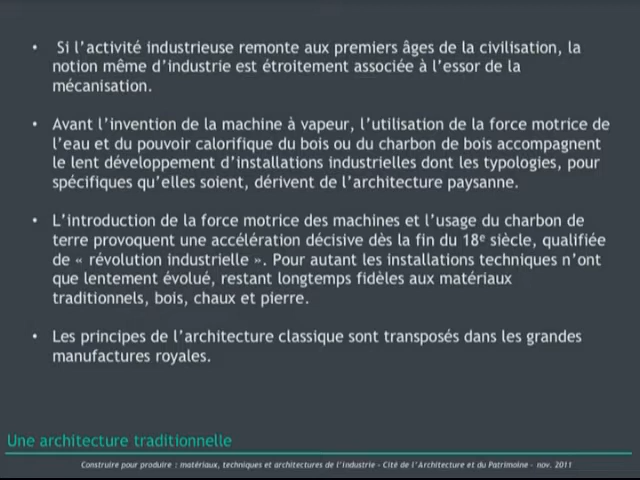 • Si l'activité industrieuse remonte aux premiers âges de la civilisation, la
notion même d'industrie est étroitement associée à l'essor de la
mécanisation.
• Avant l'invention de la machine à vapeur, l'utilisation de la force motrice de
l'eau et du pouvoir calorifique du bois ou du charbon de bois accompagnent
le lent développement d'installations industrielles dont les typologies, pour
spécifiques qu'elles soient, dérivent de l'architecture paysanne.
• L'introduction de la force motrice des machines et l'usage du charbon de
terre provoquent une accélération décisive dès la fin du 18e siècle, qualifiée
de « révolution industrielle ». Pour autant les installations techniques n'ont
que lentement évolué, restant longtemps fidèles aux matériaux
traditionnels, bois, chaux et pierre.
• Les principes de l'architecture classique sont transposés dans les grandes
manufactures royales.
Une architecture traditionnelle
Construire pour produire : matériaux, techniques et architectures de l'Industrie - Cité de l'Architecture et du Patrimoine - nov. 2011